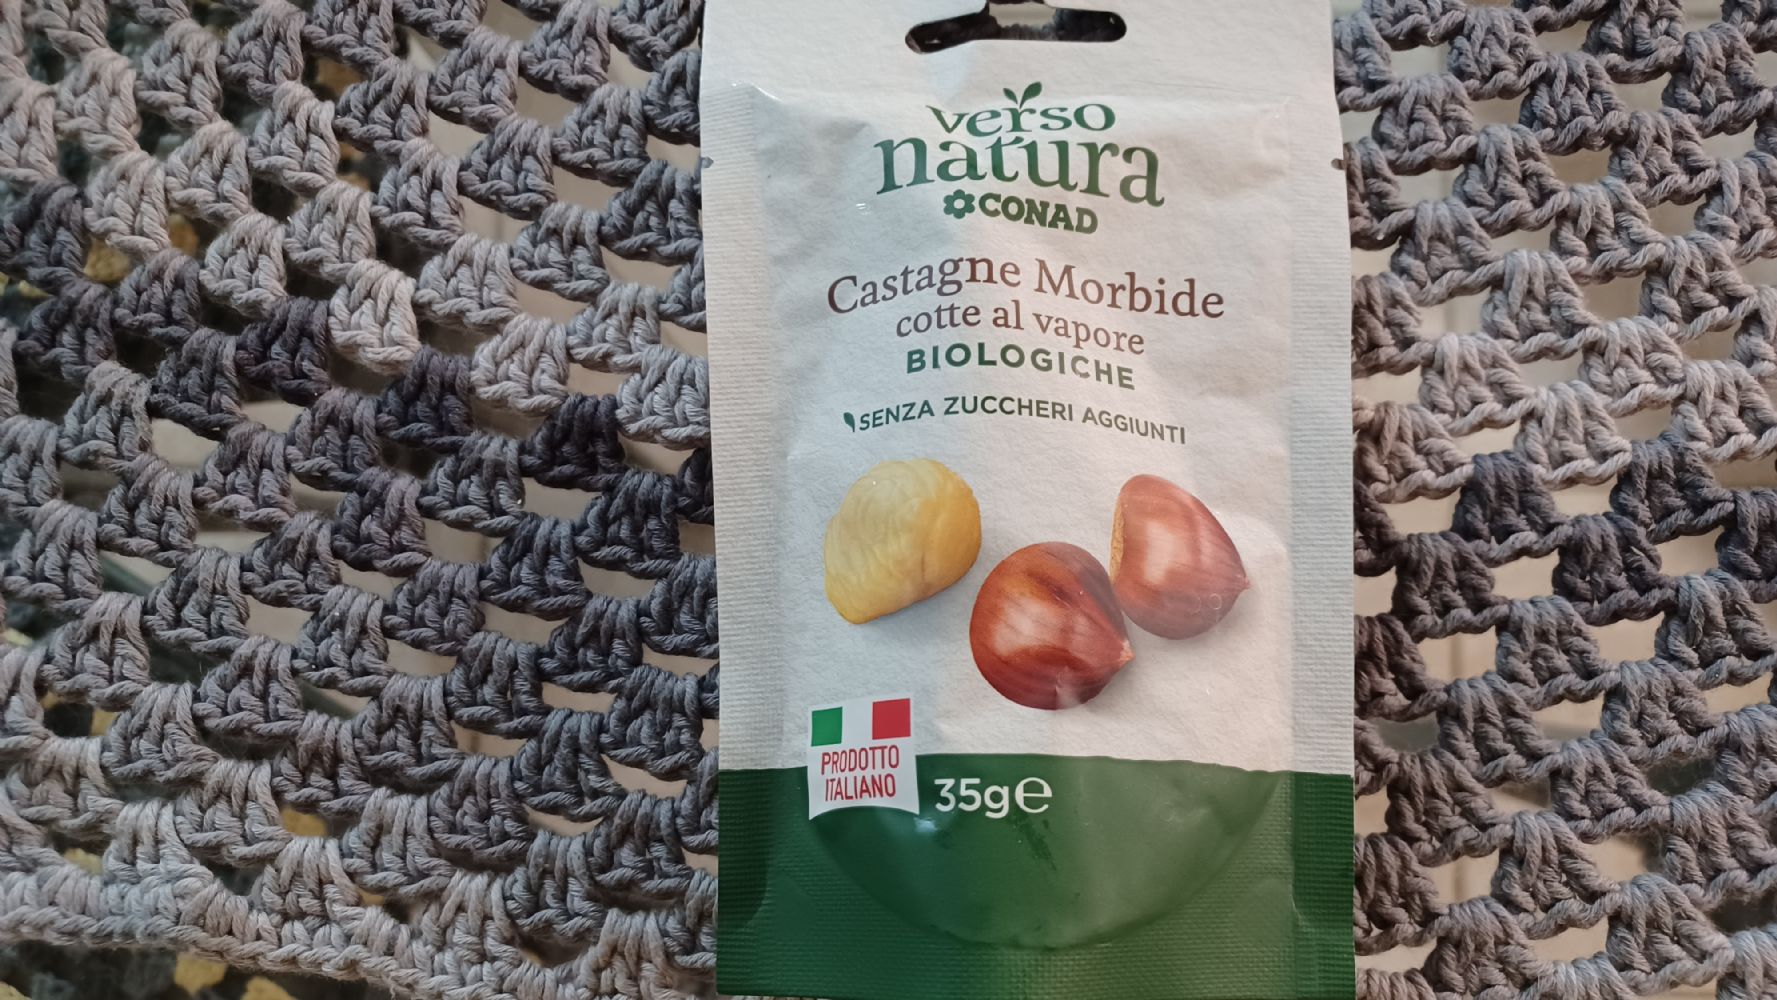 verso
natura
CONAD
Castagne Morbide
cotte al vapore
BIOLOGICHE
SENZA ZUCCHERI AGGIUNTI
PRODOTTO
ITALIANO
35g℮